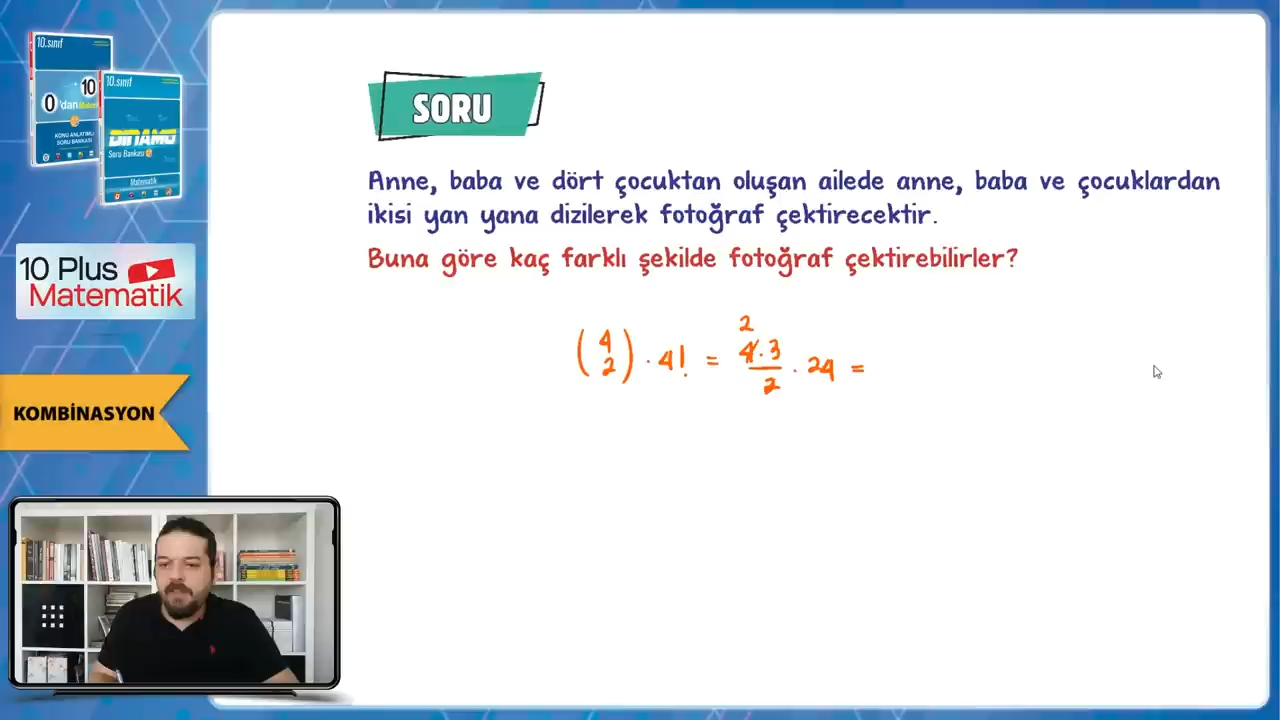 10.sınıf
0'dan 10
KONU ANLATIMLI
SORU BANKASI
10.sınıf
DİNAMO
Soru Bankası
Matematik
10 Plus
Matematik
KOMBİNASYON
SORU
Anne, baba ve dört çocuktan oluşan ailede anne, baba ve çocuklardan
ikisi yan yana dizilerek fotoğraf çektirecektir.
Buna göre kaç farklı şekilde fotoğraf çektirebilirler?
(4 2) · 4! = 4·3/2 · 24 =
2